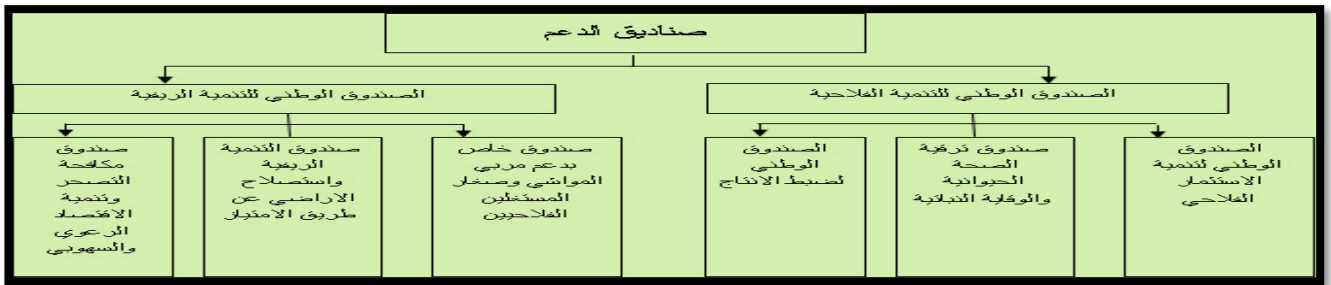 صناديق الدعم
الصندوق الوطني للتنمية الفلاحية
الصندوق الوطني للتنمية الريفية
الصندوق
الوطني لتنمية
الاستثمار
الفلاحي
صندوق ترقية
الصحة
الحيوانية
والوقاية النباتية
الصندوق
الوطني
لضبط الانتاج
صندوق خاص
بدعم مربي
المواشي وصغار
المستغلين
الفلاحيين
صندوق التنمية
الريفية
واستصلاح
الاراضي عن
طريق الامتياز
صندوق
مكافحة
التصحر
وتنمية
الاقتصاد
الرعوي
والسهوبي